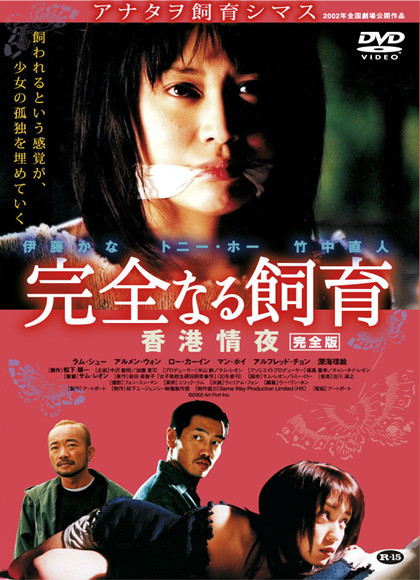 アナタヲ飼育シマス
2002年全国劇場公開作品
DVD
VIDEO
飼われるという感覚が、
少女の孤独を埋めていく
伊藤かな トニー・ホー 竹中直人
完全なる飼育
香港情夜 完全版
ラム・シュー アルメン・ウォン ロー・カーイン マン・ホイ アルフレッド・チョン 深海理絵
©2002 Art Port Inc.
R-15